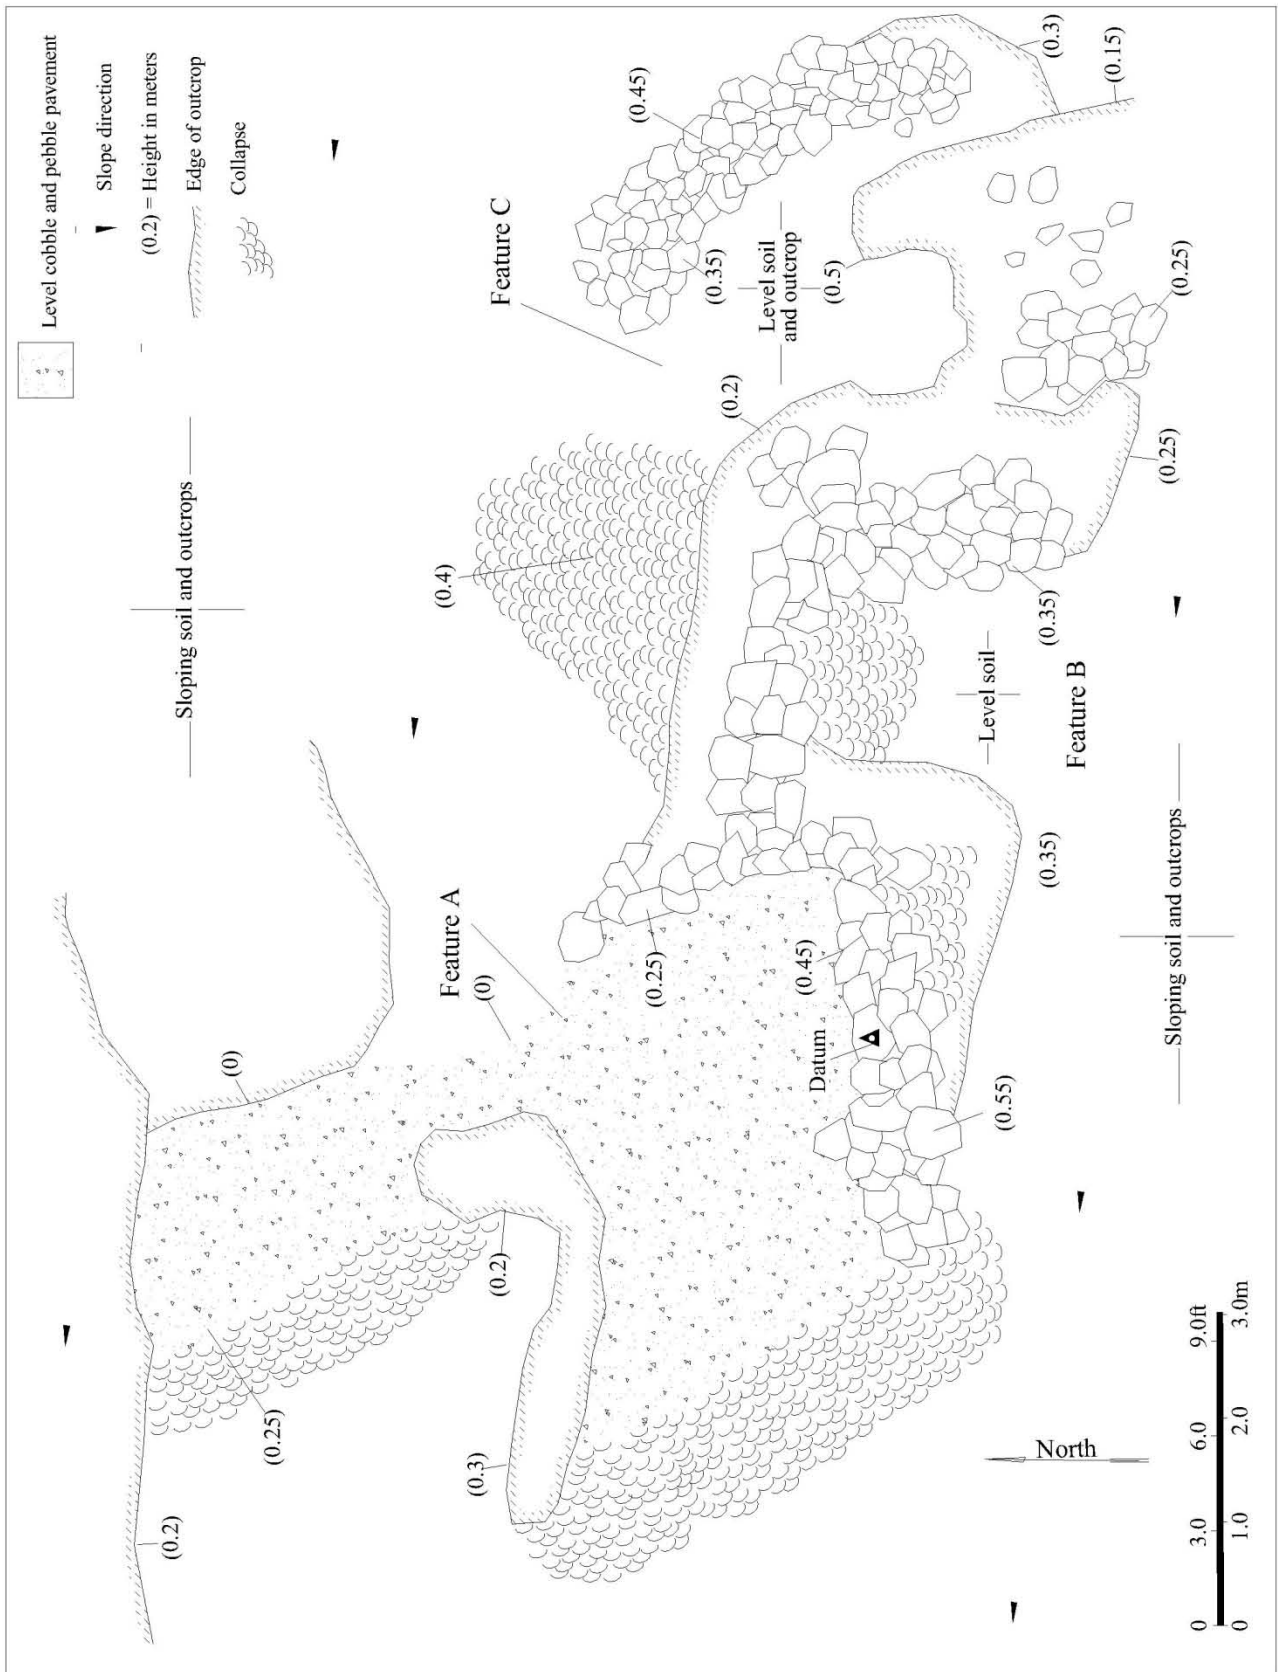 Level cobble and pebble pavement
Slope direction
(0.2) = Height in meters
Edge of outcrop
Collapse
Sloping soil and outcrops
(0.2)
(0)
(0.25)
(0.3)
(0.2)
Feature A
(0)
(0.25)
(0.45)
Datum
(0.55)
(0.35)
(0.4)
Feature C
(0.2)
(0.45)
(0.35)
Level soil
and outcrop
(0.5)
(0.3)
(0.15)
(0.25)
(0.25)
(0.35)
Level soil
Feature B
Sloping soil and outcrops
North
0 3.0 6.0 9.0ft
0 1.0 2.0 3.0m